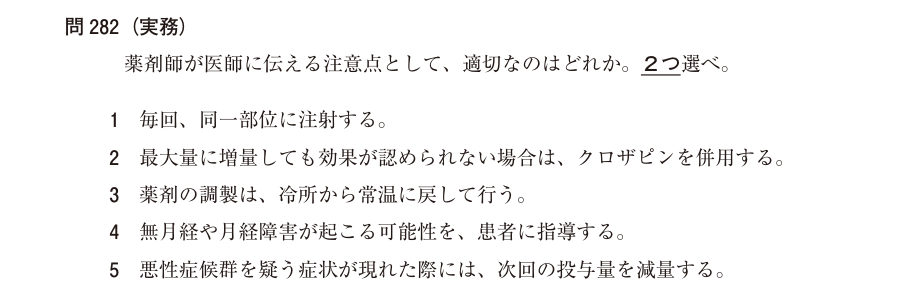 問 282（実務）
薬剤師が医師に伝える注意点として、適切なのはどれか。２つ選べ。
1 毎回、同一部位に注射する。
2 最大量に増量しても効果が認められない場合は、クロザピンを併用する。
3 薬剤の調製は、冷所から常温に戻して行う。
4 無月経や月経障害が起こる可能性を、患者に指導する。
5 悪性症候群を疑う症状が現れた際には、次回の投与量を減量する。